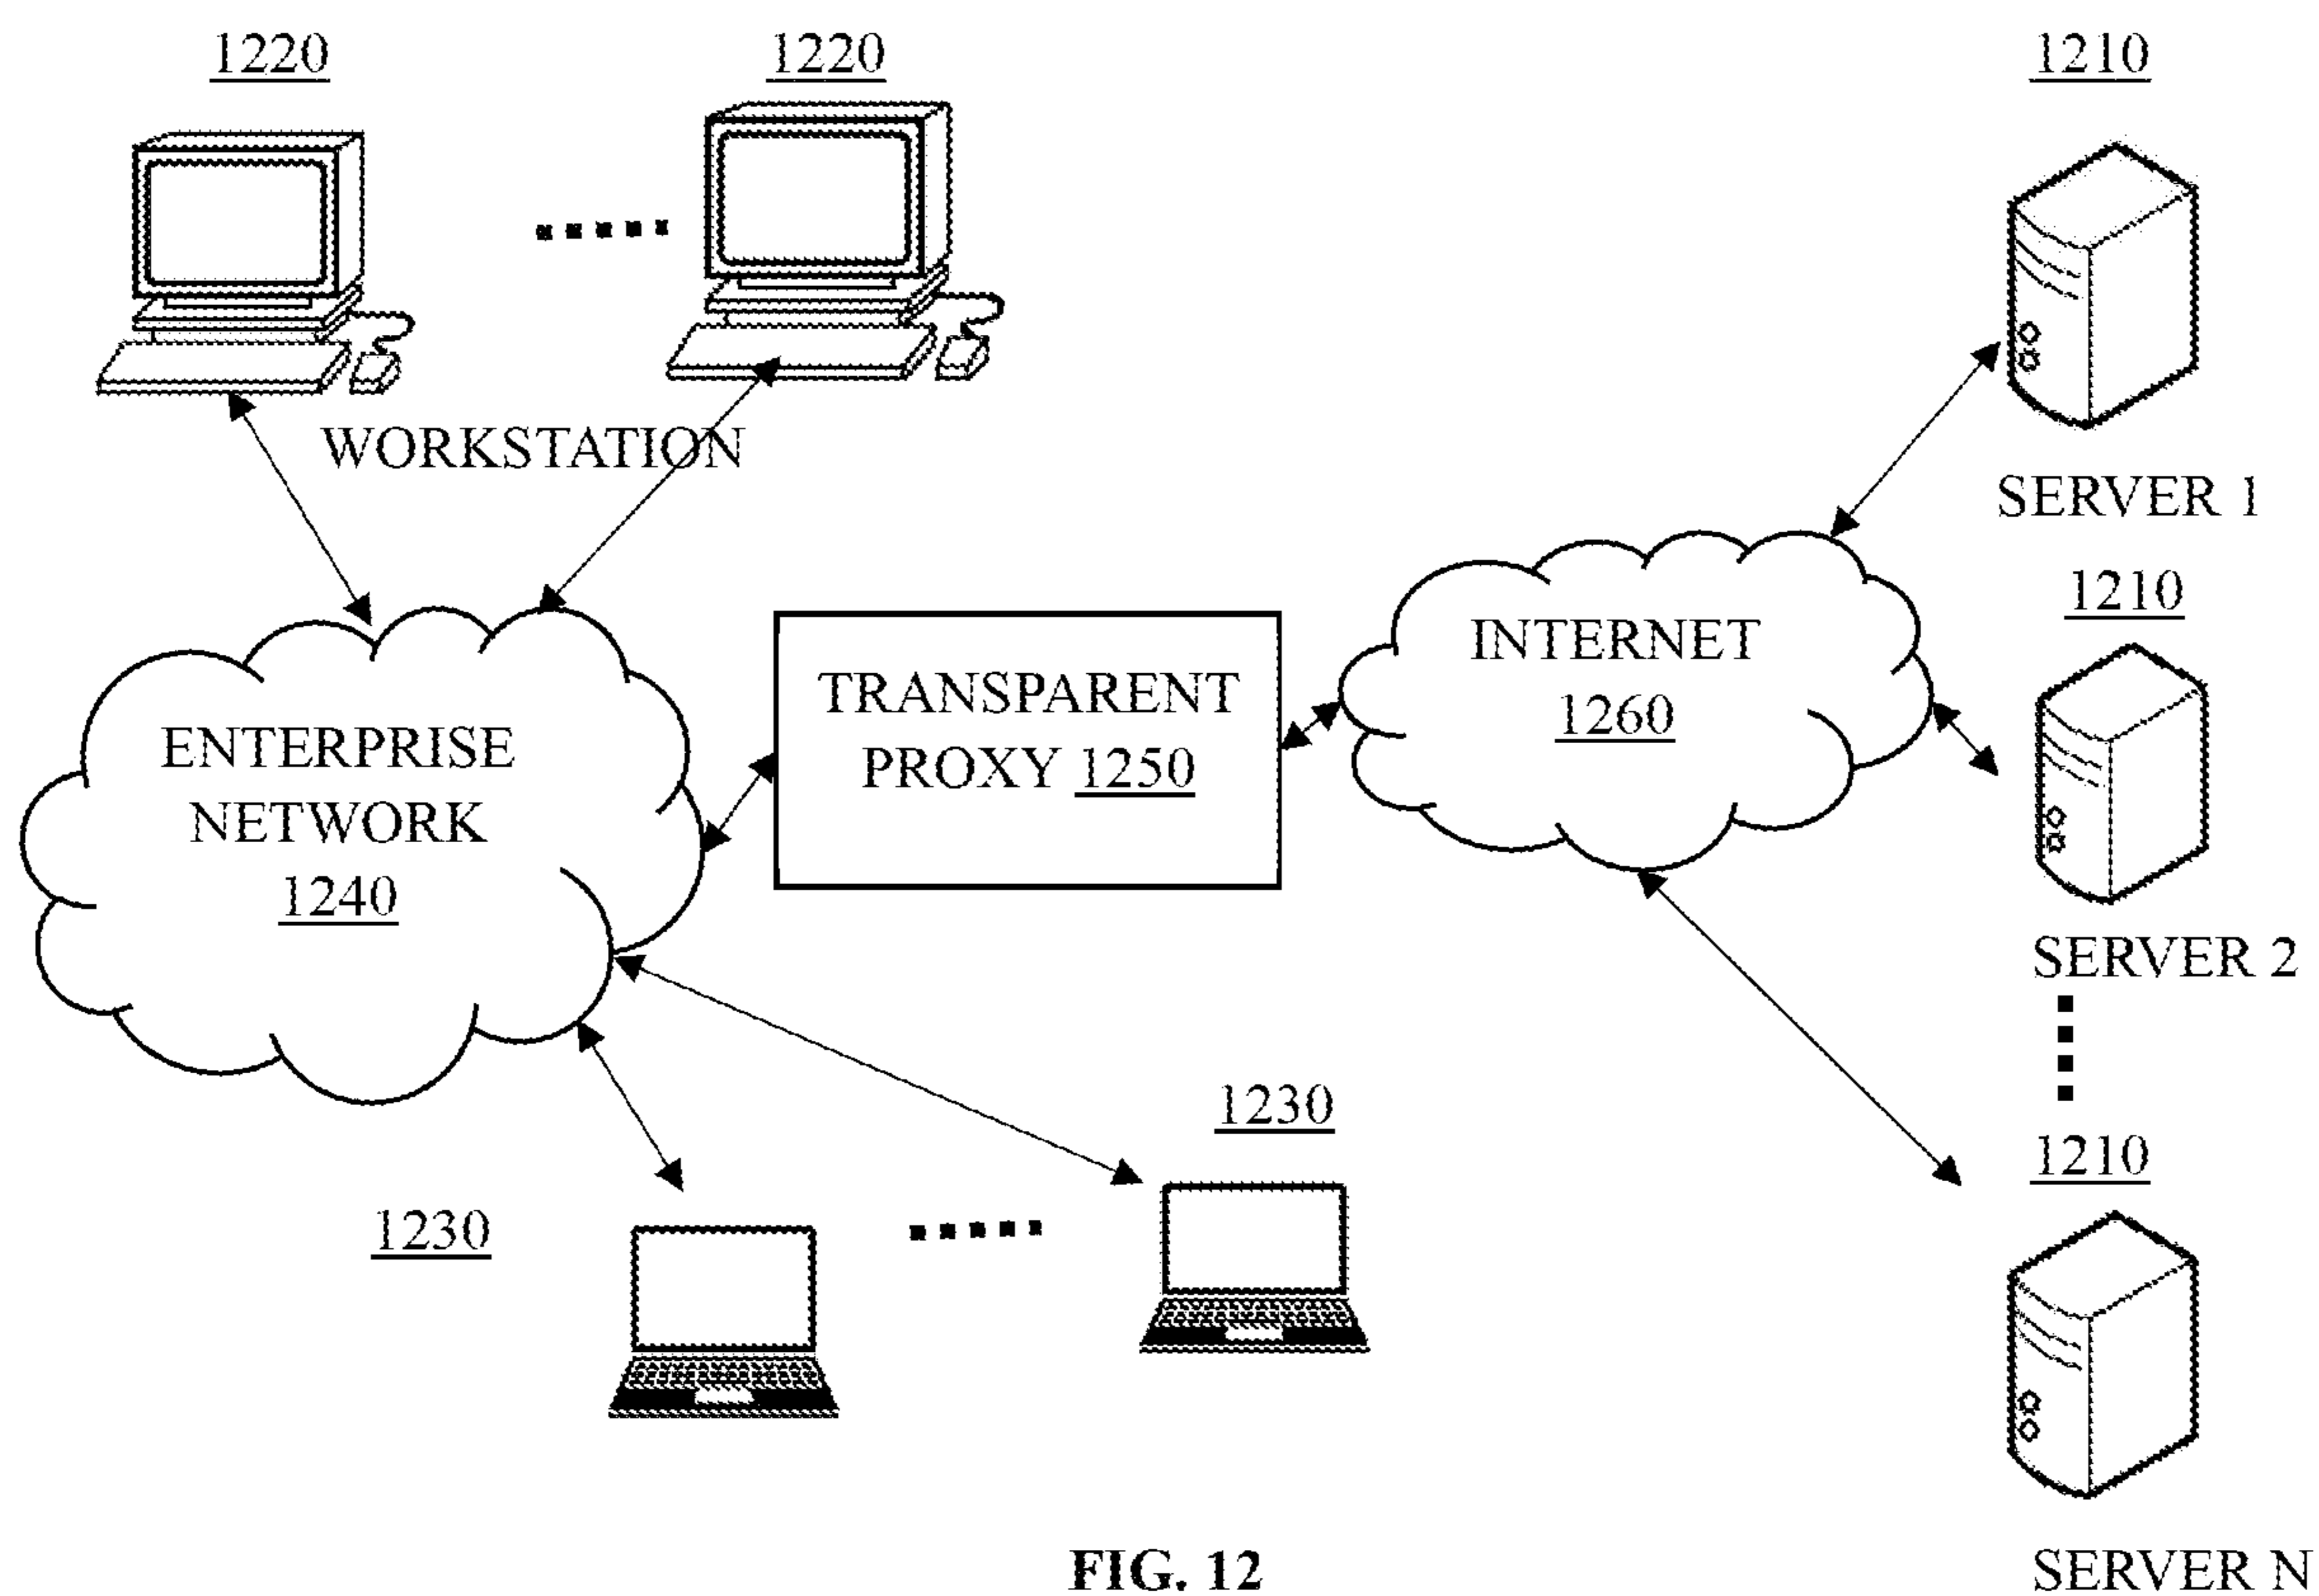 1220
1220
1210
WORKSTATION
SERVER 1
1210
INTERNET
1260
TRANSPARENT
PROXY 1250
ENTERPRISE
NETWORK
1240
SERVER 2
1230
1210
1230
FIG. 12
SERVER N